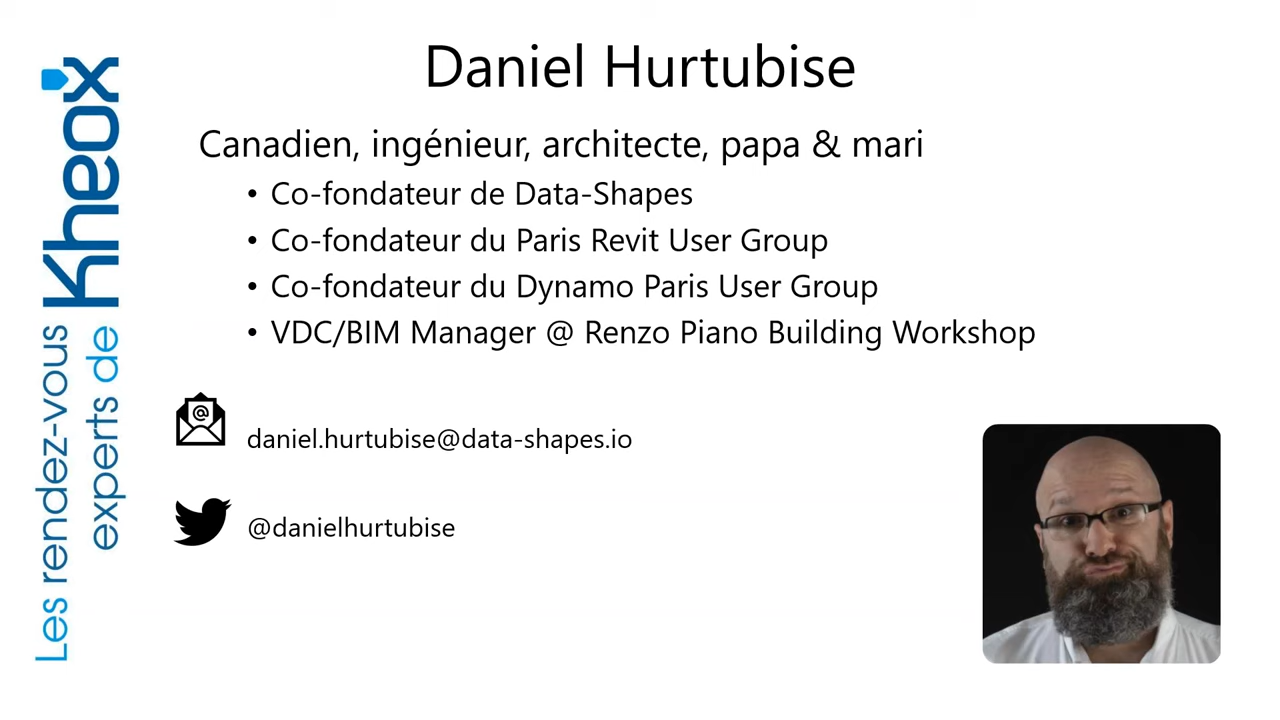 Daniel Hurtubise
Canadien, ingénieur, architecte, papa & mari
• Co-fondateur de Data-Shapes
• Co-fondateur du Paris Revit User Group
• Co-fondateur du Dynamo Paris User Group
• VDC/BIM Manager @ Renzo Piano Building Workshop
daniel.hurtubise@data-shapes.io
@danielhurtubise
Les rendez-vous
experts de
Kheox